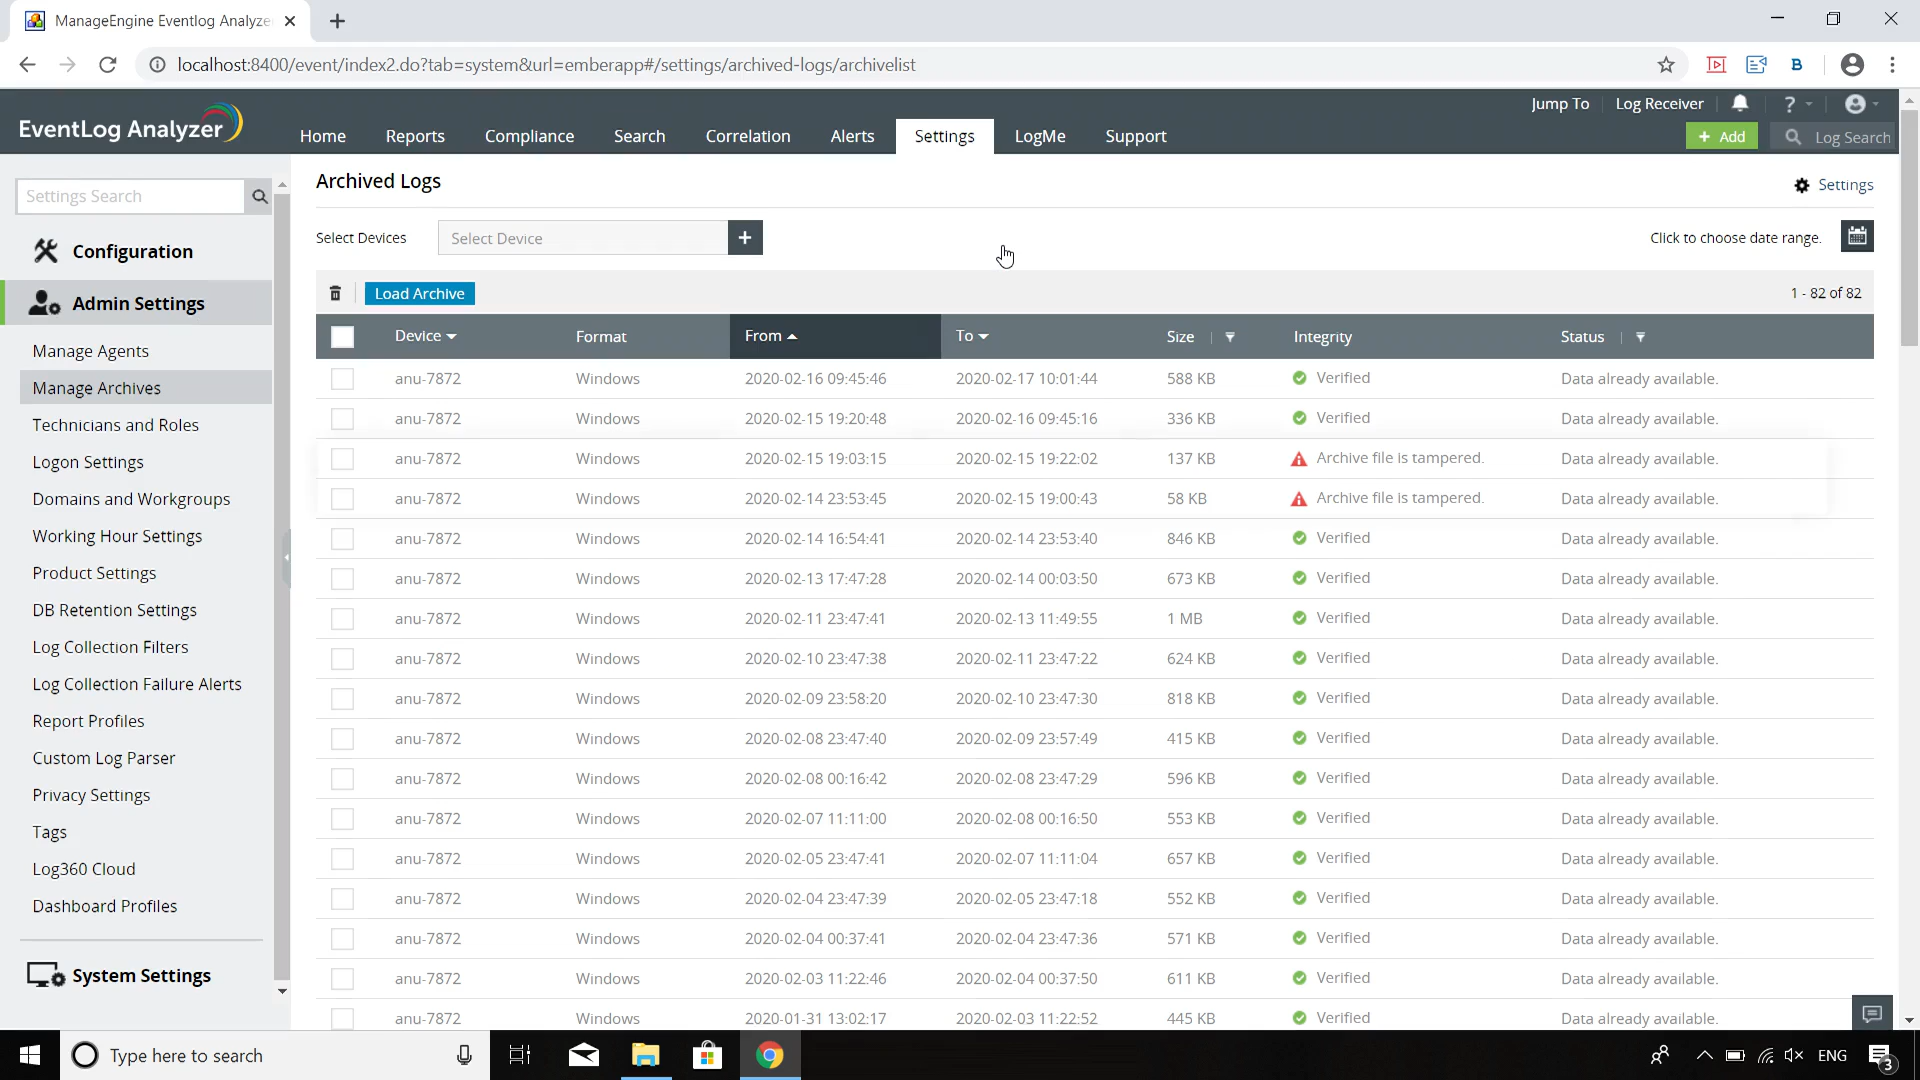 ManageEngine Eventlog Analyze
localhost:8400/event/index2.do?tab=system&url=emberapp#/settings/archived-logs/archivelist
B
Jump To Log Receiver ?
EventLog Analyzer
Home Reports Compliance Search Correlation Alerts Settings LogMe Support
+ Add Log Search
Settings Search
Configuration
Admin Settings
Manage Agents
Manage Archives
Technicians and Roles
Logon Settings
Domains and Workgroups
Working Hour Settings
Product Settings
DB Retention Settings
Log Collection Filters
Log Collection Failure Alerts
Report Profiles
Custom Log Parser
Privacy Settings
Tags
Log360 Cloud
Dashboard Profiles
System Settings
Archived Logs
Settings
Select Devices Select Device + Click to choose date range.
Load Archive 1 - 82 of 82
Device Format From To Size Integrity Status
anu-7872 Windows 2020-02-16 09:45:46 2020-02-17 10:01:44 588 KB Verified Data already available.
anu-7872 Windows 2020-02-15 19:20:48 2020-02-16 09:45:16 336 KB Verified Data already available.
anu-7872 Windows 2020-02-15 19:03:15 2020-02-15 19:22:02 137 KB Archive file is tampered. Data already available.
anu-7872 Windows 2020-02-14 23:53:45 2020-02-15 19:00:43 58 KB Archive file is tampered. Data already available.
anu-7872 Windows 2020-02-14 16:54:41 2020-02-14 23:53:40 846 KB Verified Data already available.
anu-7872 Windows 2020-02-13 17:47:28 2020-02-14 00:03:50 673 KB Verified Data already available.
anu-7872 Windows 2020-02-11 23:47:41 2020-02-13 11:49:55 1 MB Verified Data already available.
anu-7872 Windows 2020-02-10 23:47:38 2020-02-11 23:47:22 624 KB Verified Data already available.
anu-7872 Windows 2020-02-09 23:58:20 2020-02-10 23:47:30 818 KB Verified Data already available.
anu-7872 Windows 2020-02-08 23:47:40 2020-02-09 23:57:49 415 KB Verified Data already available.
anu-7872 Windows 2020-02-08 00:16:42 2020-02-08 23:47:29 596 KB Verified Data already available.
anu-7872 Windows 2020-02-07 11:11:00 2020-02-08 00:16:50 553 KB Verified Data already available.
anu-7872 Windows 2020-02-05 23:47:41 2020-02-07 11:11:04 657 KB Verified Data already available.
anu-7872 Windows 2020-02-04 23:47:39 2020-02-05 23:47:18 552 KB Verified Data already available.
anu-7872 Windows 2020-02-04 00:37:41 2020-02-04 23:47:36 571 KB Verified Data already available.
anu-7872 Windows 2020-02-03 11:22:46 2020-02-04 00:37:50 611 KB Verified Data already available.
anu-7872 Windows 2020-01-31 13:02:17 2020-02-03 11:22:52 445 KB Verified Data already available.
Type here to search ENG 3